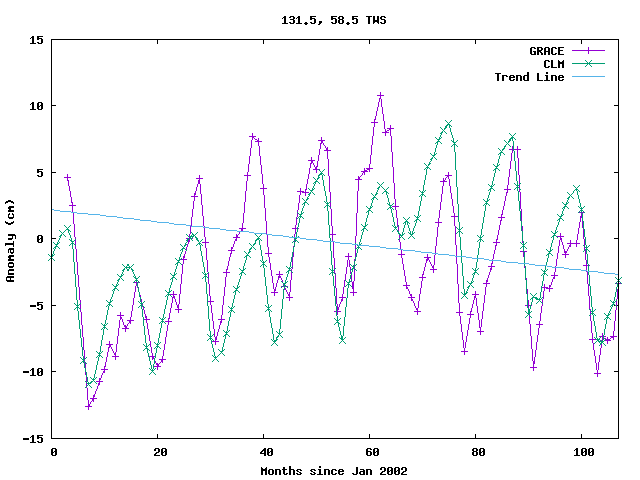 131.5, 58.5 TWS
GRACE
CLM
Trend Line
15
10
5
0
-5
-10
-15
Anomaly (cm)
0 20 40 60 80 100
Months since Jan 2002